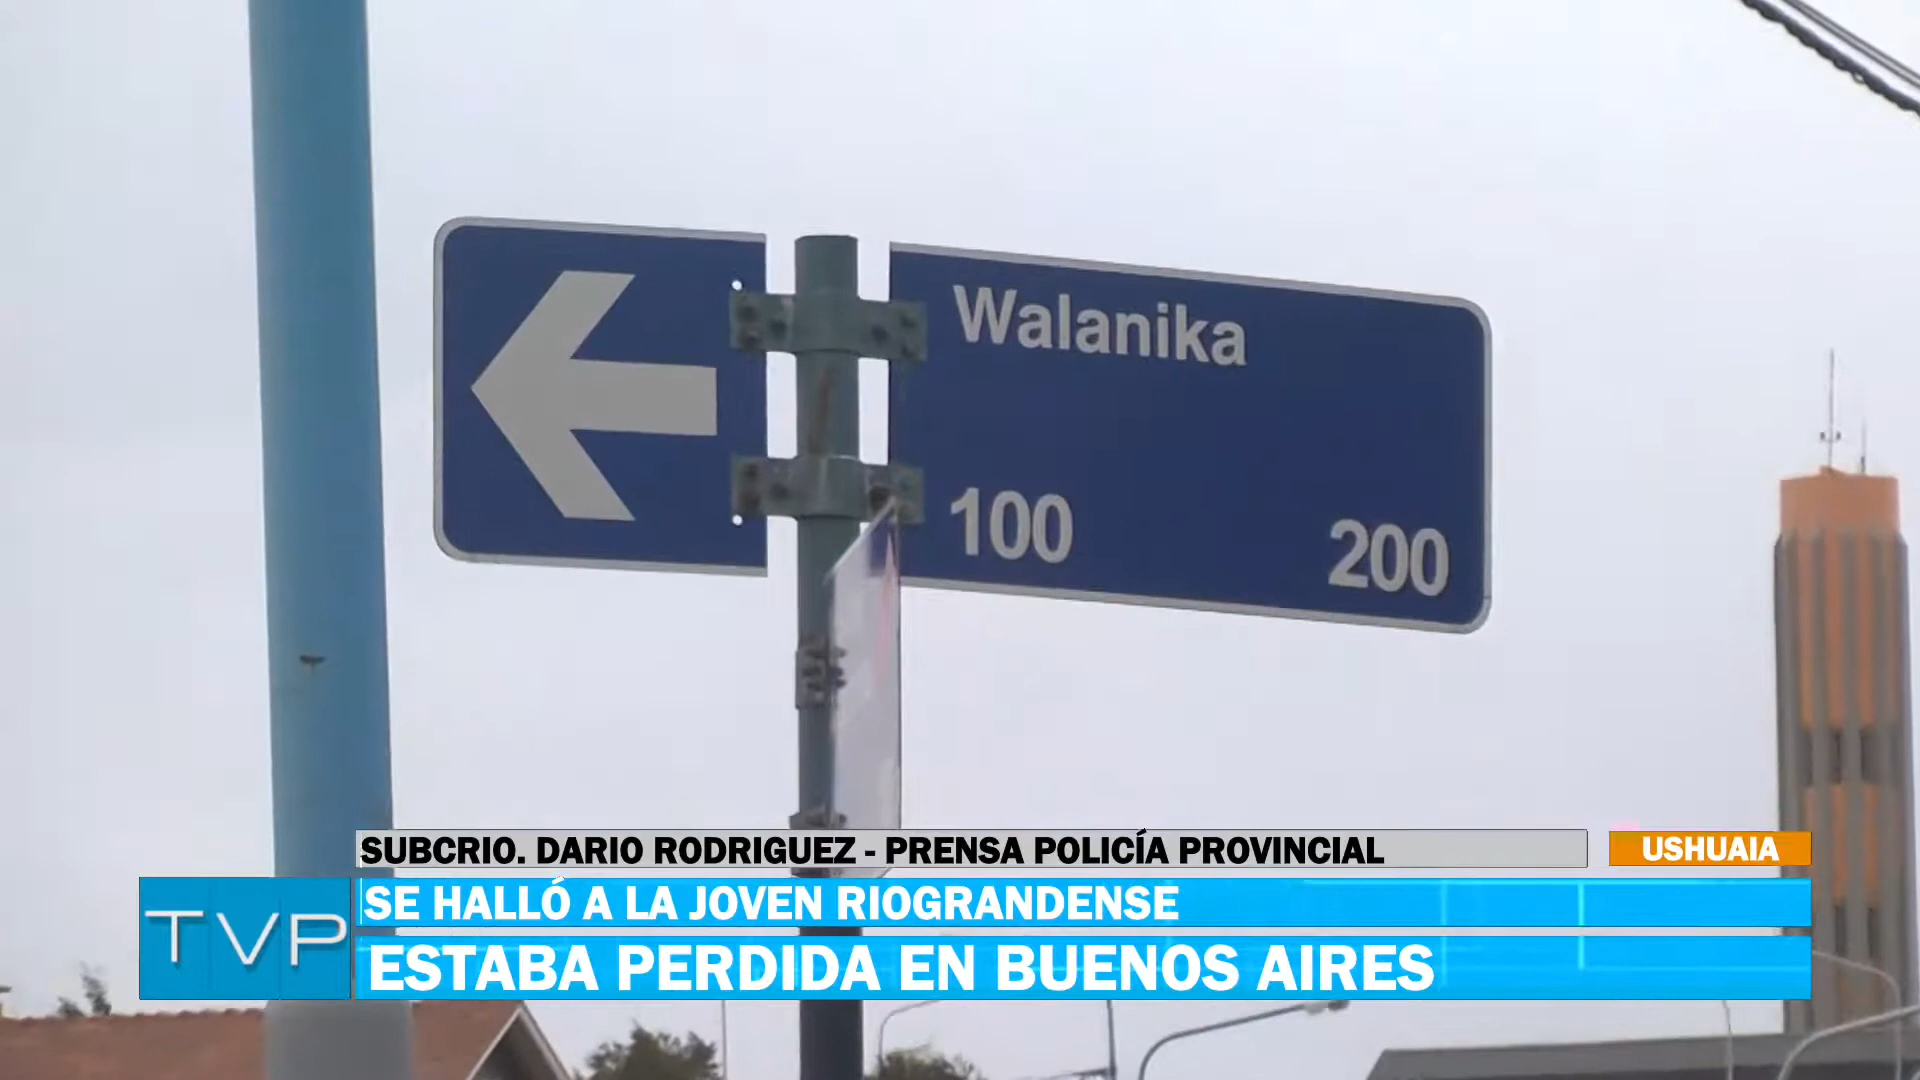 Walanika
100 200
SUBCRIO. DARIO RODRIGUEZ - PRENSA POLICÍA PROVINCIAL
USHUAIA
TVP
SE HALLÓ A LA JOVEN RIOGRANDENSE
ESTABA PERDIDA EN BUENOS AIRES